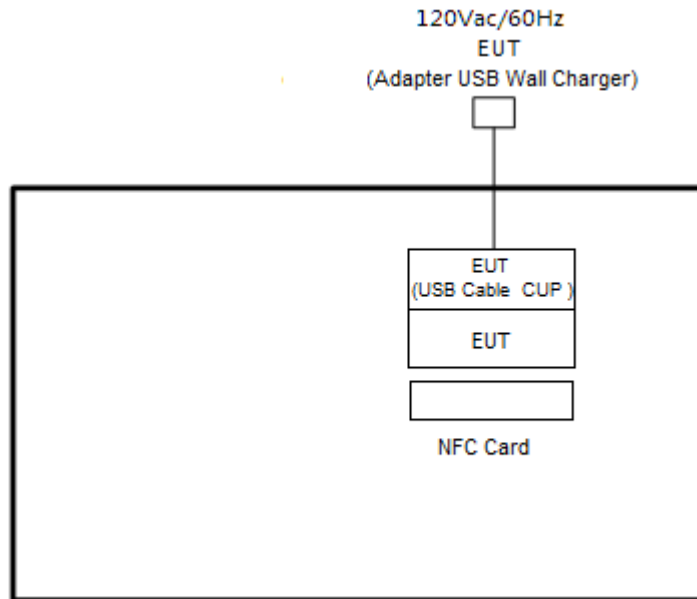 120Vac/60Hz
EUT
(Adapter USB Wall Charger)
EUT
(USB Cable CUP )
EUT
NFC Card